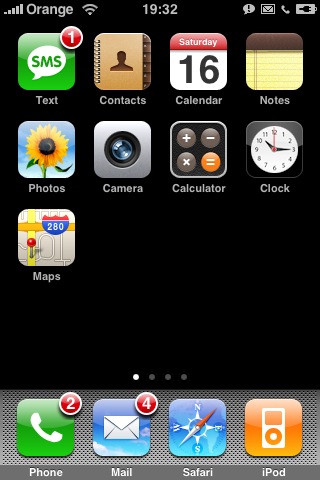 Orange 19:32
1
SMS
Saturday
16
Text Contacts Calendar Notes
Photos Camera Calculator Clock
280
Maps
2 4
Phone Mail Safari iPod